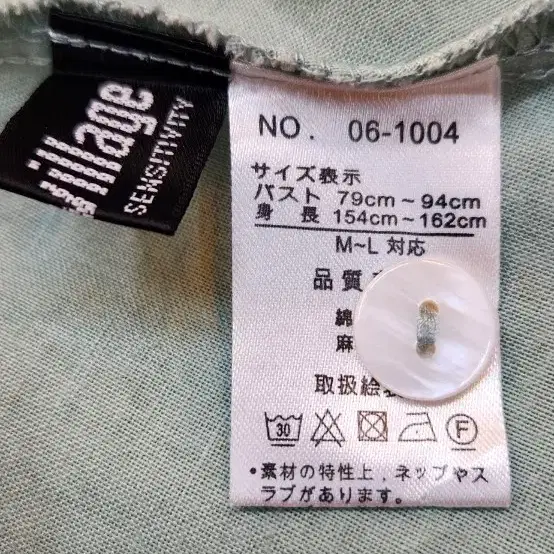 illage
SENSITIVITY
NO. 06-1004
サイズ表示
バスト 79cm～94cm
身長 154cm～162cm
M～L 対応
品質
綿
麻
取扱絵
30
F
•素材の特性上，ネップやス
ラブがあります。